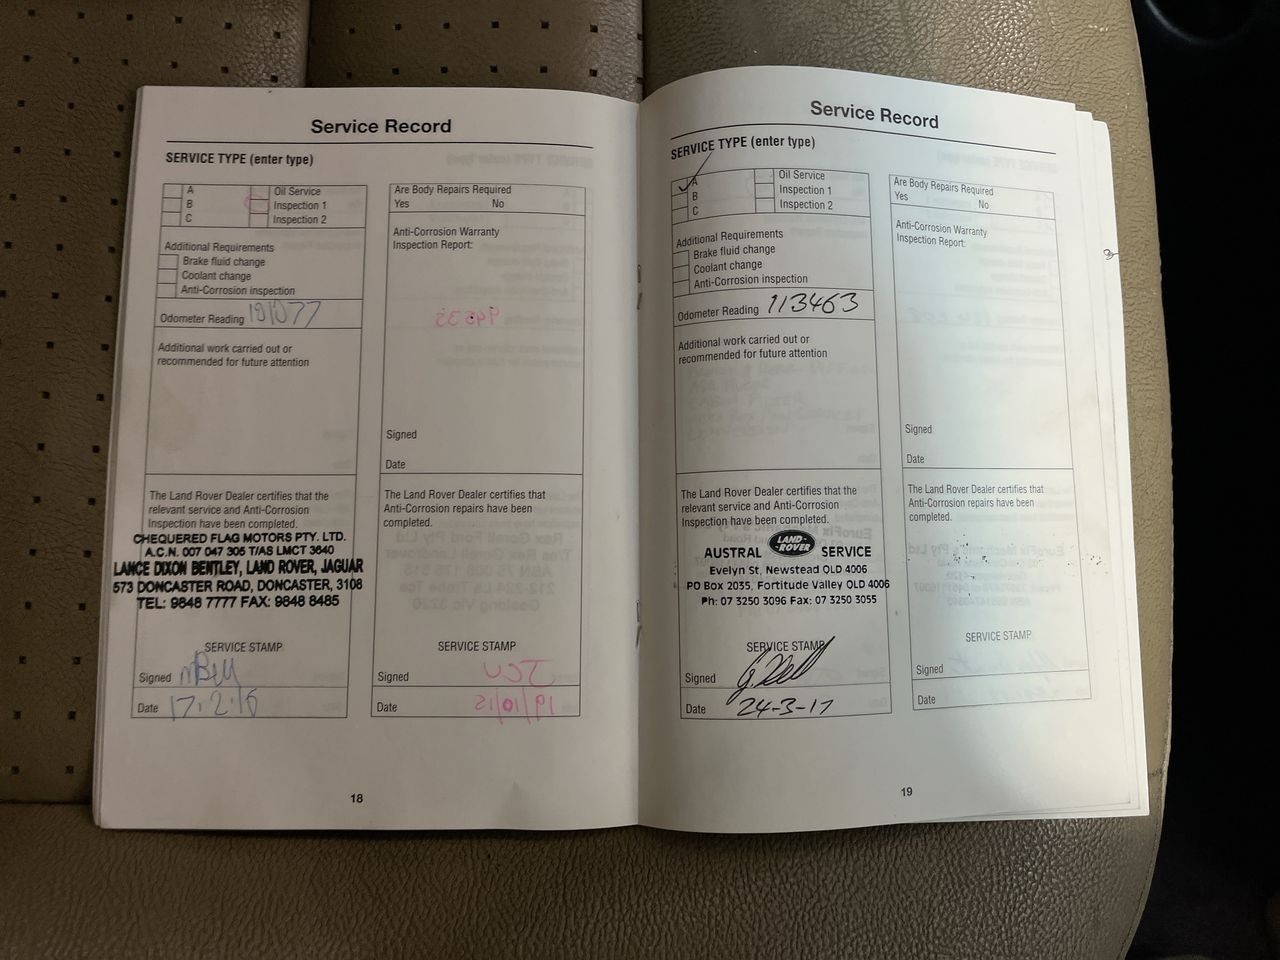 Service Record
SERVICE TYPE (enter type)
A
B
C
Oil Service
Inspection 1
Inspection 2
Additional Requirements
Brake fluid change
Coolant change
Anti-Corrosion inspection
Odometer Reading 101077
Additional work carried out or
recommended for future attention
The Land Rover Dealer certifies that the
relevant service and Anti-Corrosion
Inspection have been completed.
CHEQUERED FLAG MOTORS PTY. LTD.
A.C.N. 007 047 305 T/AS LMCT 3640
LANCE DIXON BENTLEY, LAND ROVER, JAGUAR
573 DONCASTER ROAD, DONCASTER, 3108
TEL: 9848 7777 FAX: 9848 8485
SERVICE STAMP
Signed
Date 17.2.16
Are Body Repairs Required
Yes No
Anti-Corrosion Warranty
Inspection Report:
Signed
Date
The Land Rover Dealer certifies that
Anti-Corrosion repairs have been
completed.
SERVICE STAMP
Signed
Date
18
Service Record
SERVICE TYPE (enter type)
A
B
C
Oil Service
Inspection 1
Inspection 2
Additional Requirements
Brake fluid change
Coolant change
Anti-Corrosion inspection
Odometer Reading 113463
Additional work carried out or
recommended for future attention
The Land Rover Dealer certifies that the
relevant service and Anti-Corrosion
Inspection have been completed.
AUSTRAL LAND-ROVER SERVICE
Evelyn St, Newstead QLD 4006
PO Box 2035, Fortitude Valley QLD 4006
Ph: 07 3250 3096 Fax: 07 3250 3055
SERVICE STAMP
Signed
Date 24-3-17
Are Body Repairs Required
Yes No
Anti-Corrosion Warranty
Inspection Report:
Signed
Date
The Land Rover Dealer certifies that
Anti-Corrosion repairs have been
completed.
SERVICE STAMP
Signed
Date
19